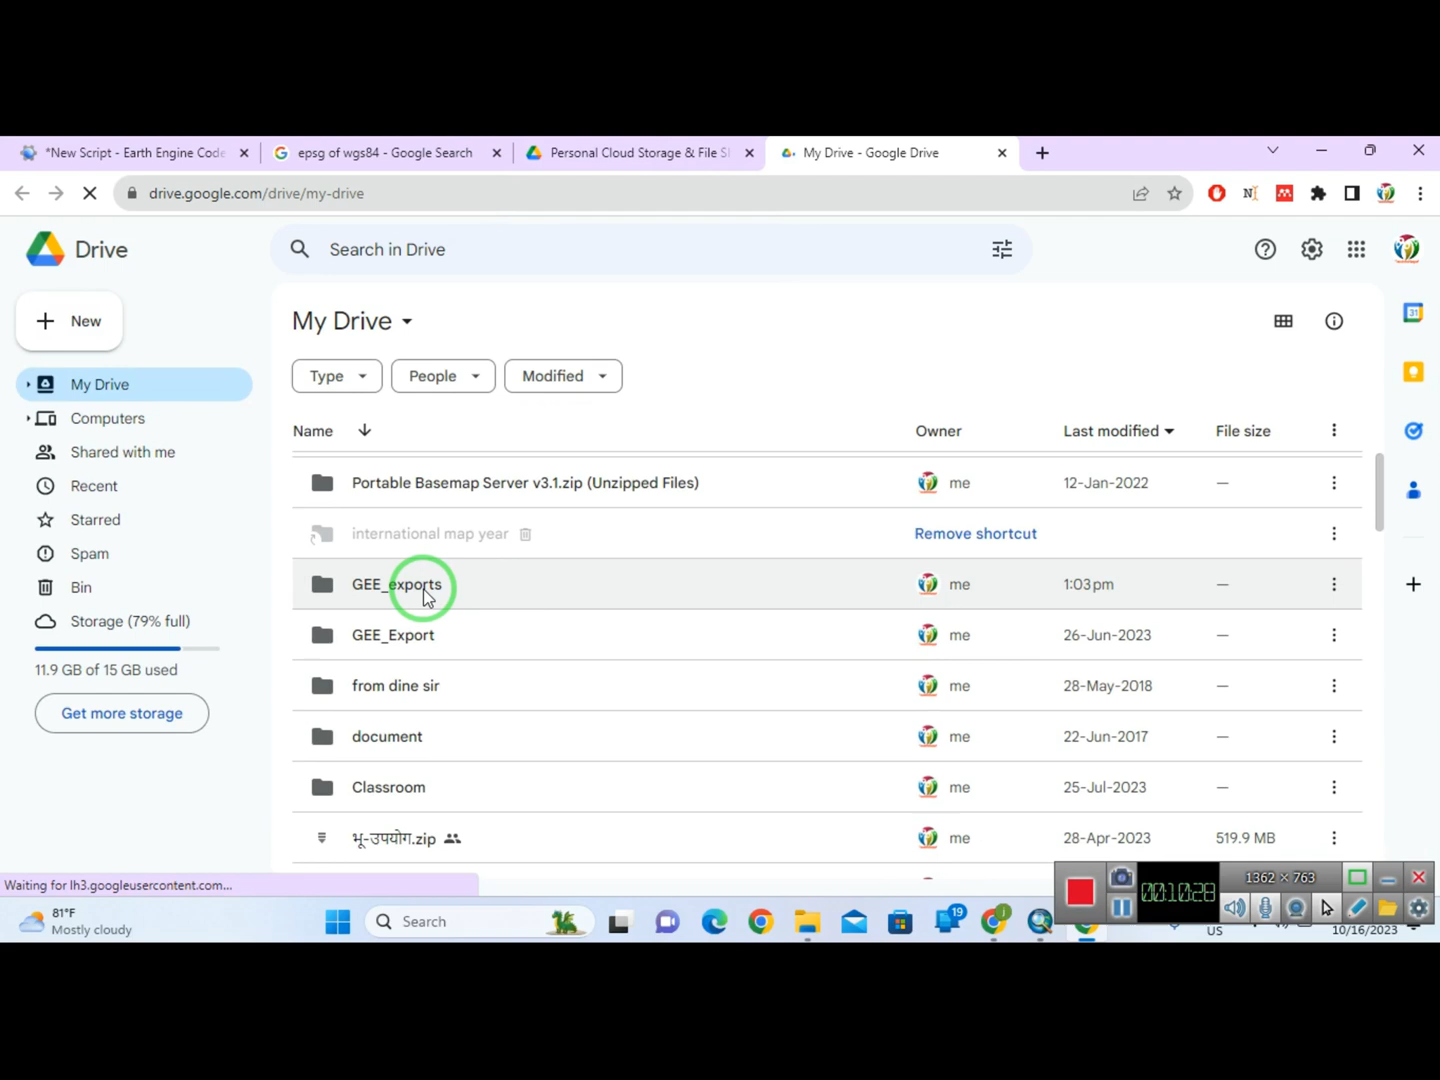 *New Script - Earth Engine Code
epsg of wgs84 - Google Search
Personal Cloud Storage & File Sl
My Drive - Google Drive
drive.google.com/drive/my-drive
Drive
Search in Drive
New
My Drive
Computers
Shared with me
Recent
Starred
Spam
Bin
Storage (79% full)
11.9 GB of 15 GB used
Get more storage
My Drive
Type People Modified
Name Owner Last modified File size
Portable Basemap Server v3.1.zip (Unzipped Files) me 12-Jan-2022 —
international map year Remove shortcut
GEE_exports me 1:03 pm —
GEE_Export me 26-Jun-2023 —
from dine sir me 28-May-2018 —
document me 22-Jun-2017 —
Classroom me 25-Jul-2023 —
भू-उपयोग.zip me 28-Apr-2023 519.9 MB
31
Waiting for lh3.googleusercontent.com...
00:10:28
1362 × 763
81°F
Mostly cloudy
Search
19
US
10/16/2023